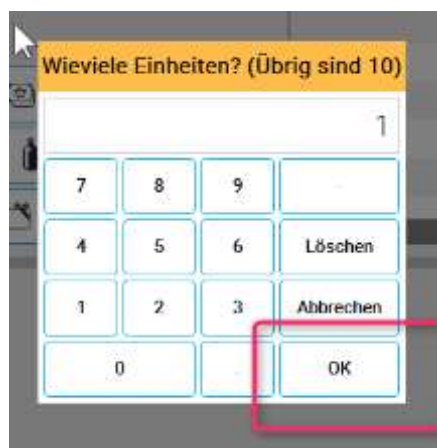 Wieviele Einheiten? (Übrig sind 10)
1
7 8 9
4 5 6 Löschen
1 2 3 Abbrechen
0 OK